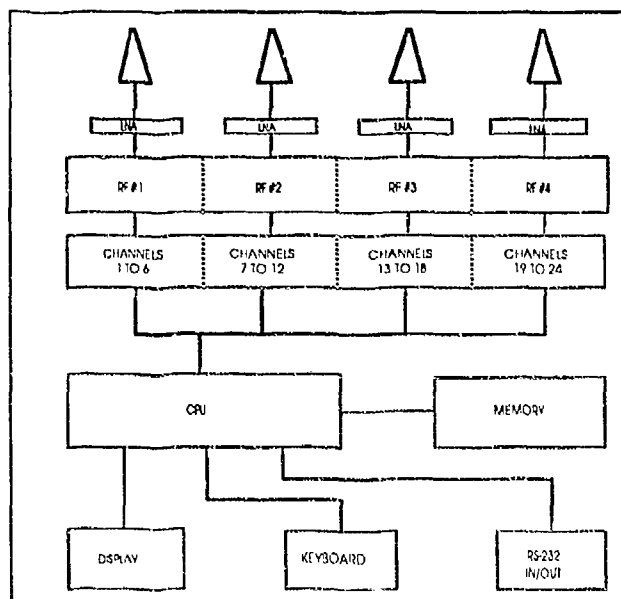 LNA LNA LNA LNA
RF #1 RF #2 RF #3 RF #4
CHANNELS CHANNELS CHANNELS CHANNELS
1 TO 6 7 TO 12 13 TO 18 19 TO 24
CPU MEMORY
DISPLAY KEYBOARD RS-232
IN/OUT